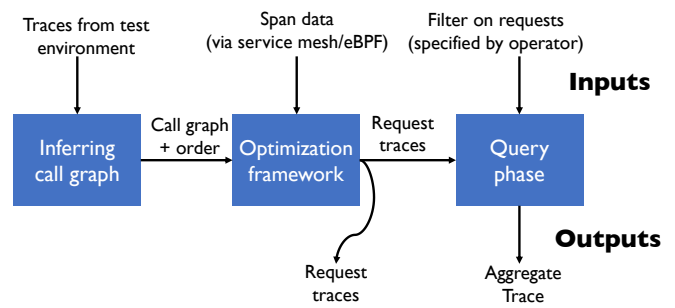 Traces from test
environment
Span data
(via service mesh/eBPF)
Filter on requests
(specified by operator)
Inputs
Inferring
call graph
Call graph
+ order
Optimization
framework
Request
traces
Query
phase
Outputs
Request
traces
Aggregate
Trace